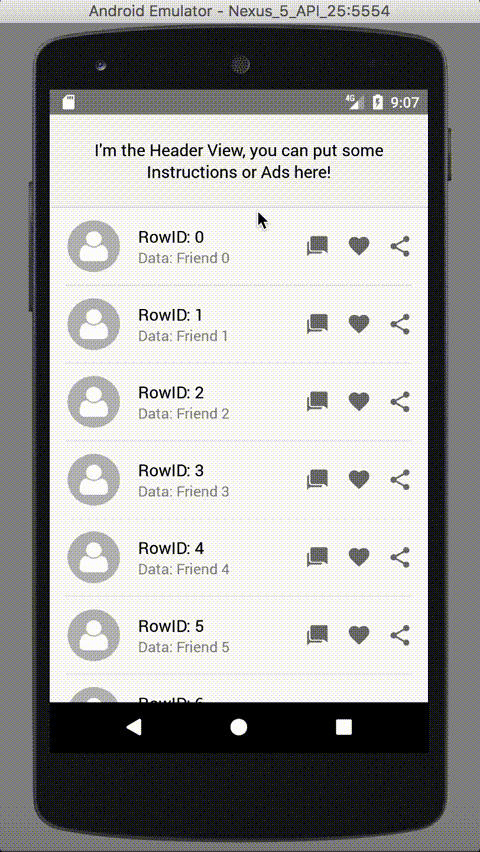 Android Emulator - Nexus_5_API_25:5554
4G 9:07
I'm the Header View, you can put some
Instructions or Ads here!
RowID: 0
Data: Friend 0
RowID: 1
Data: Friend 1
RowID: 2
Data: Friend 2
RowID: 3
Data: Friend 3
RowID: 4
Data: Friend 4
RowID: 5
Data: Friend 5
RowID: 6